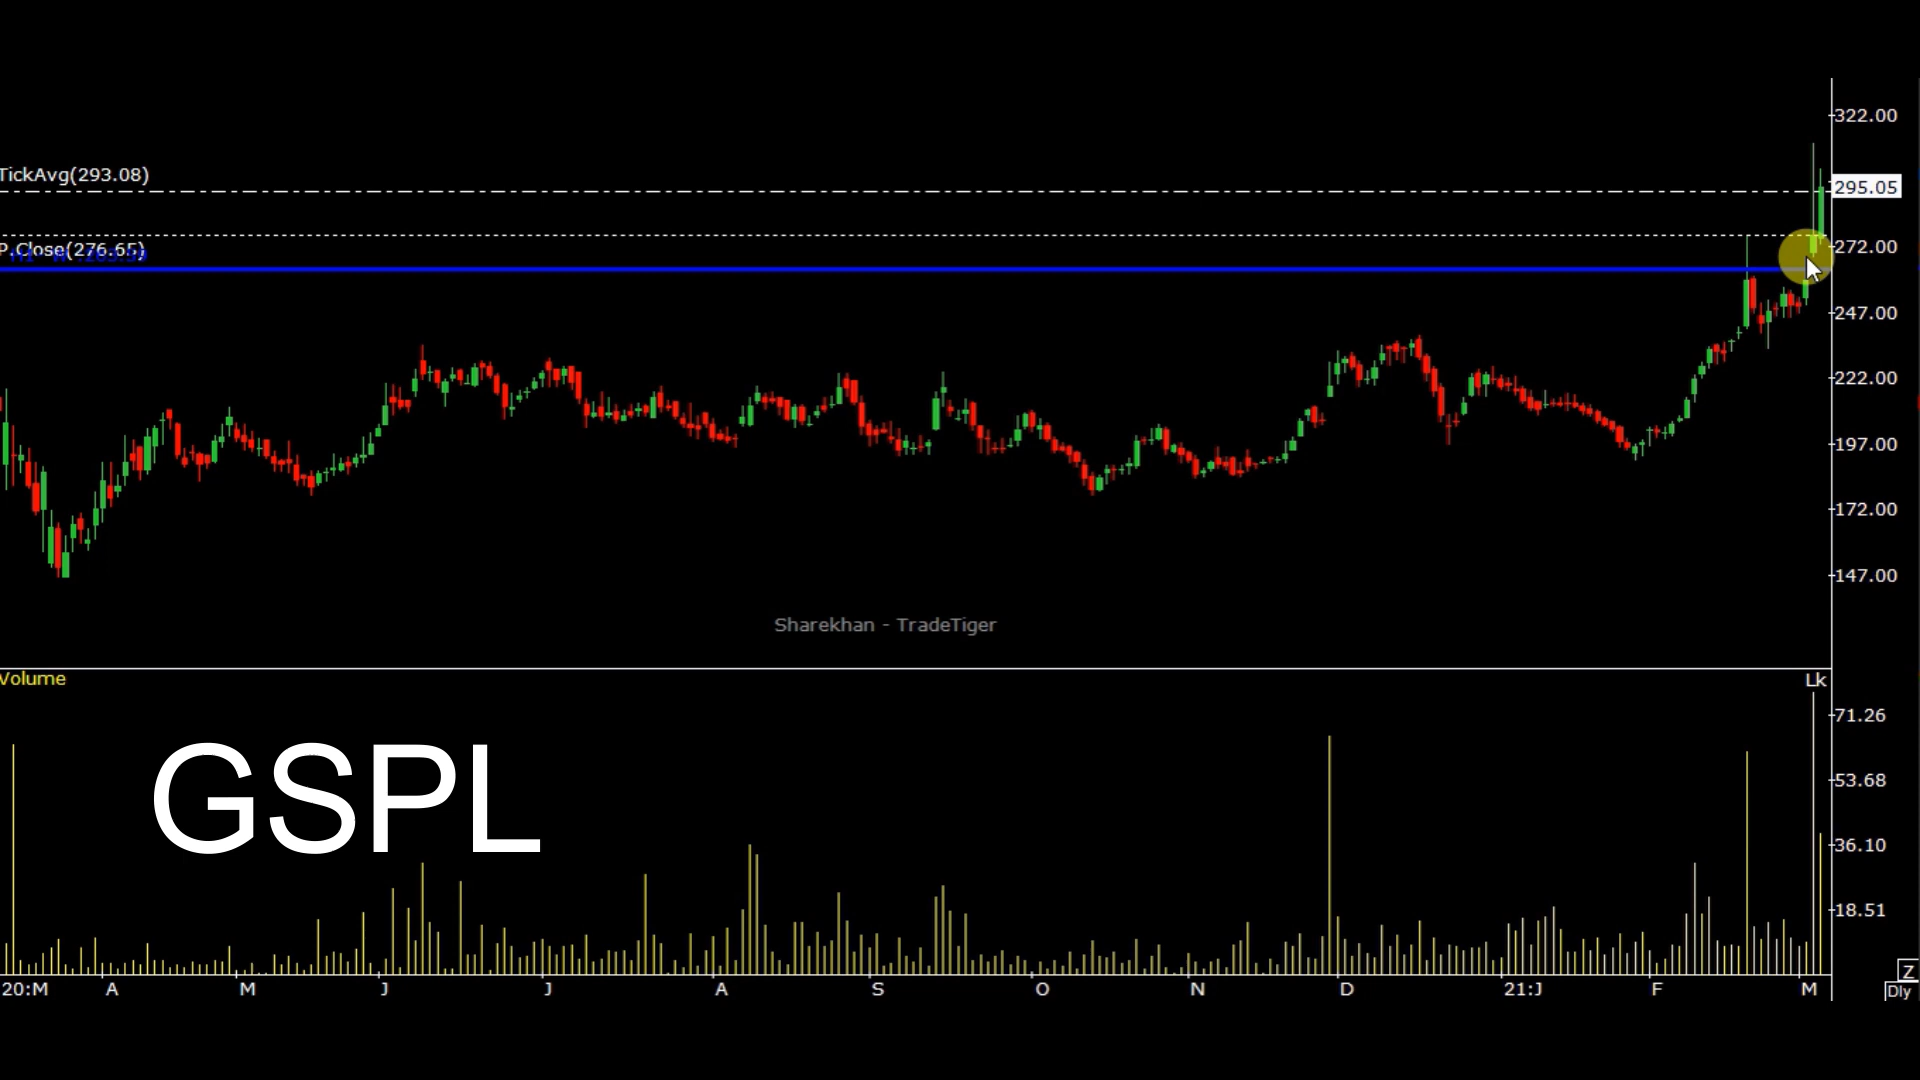 322.00
TickAvg(293.08)
295.05
P.Close(276.65)
272.00
247.00
222.00
197.00
172.00
147.00
Sharekhan - TradeTiger
Volume
Lk
71.26
GSPL
53.68
36.10
18.51
Z
20:M A M J J A S O N D 21:J F M Dly